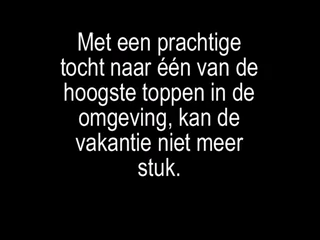 Met een prachtige
tocht naar één van de
hoogste toppen in de
omgeving, kan de
vakantie niet meer
stuk.